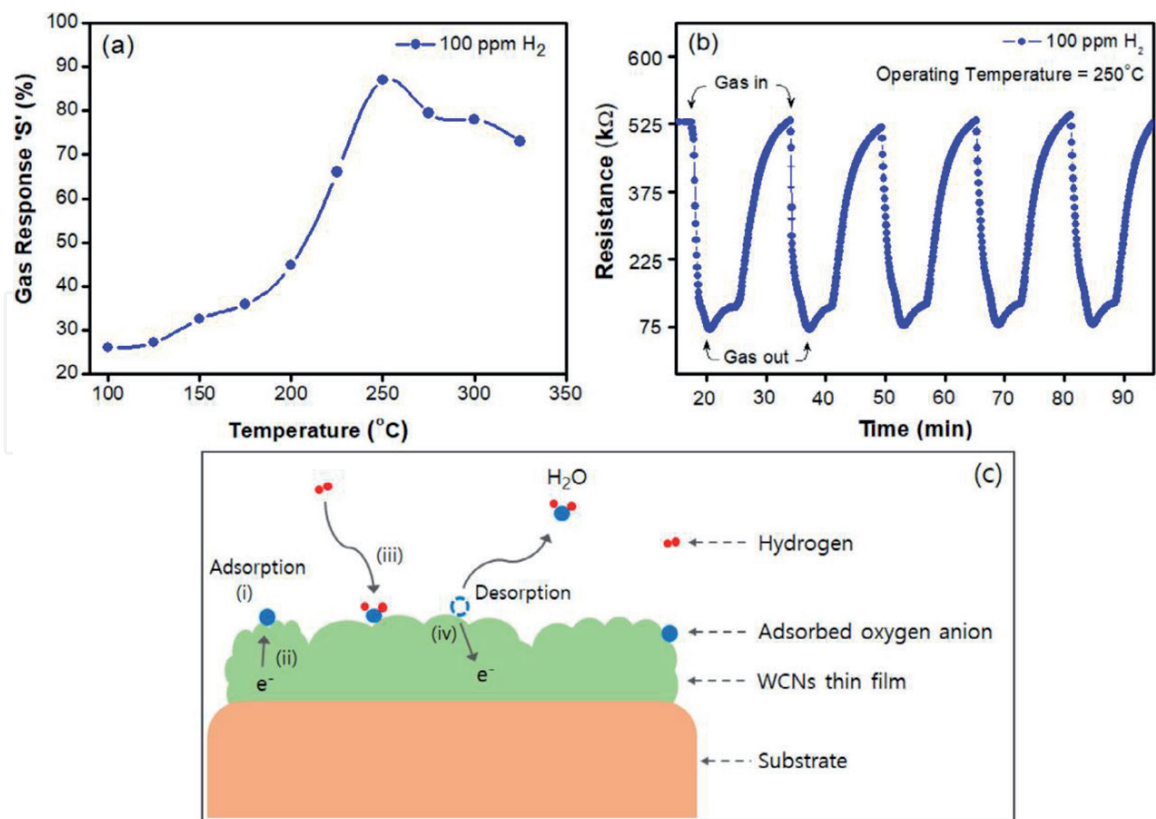 (a)
100 ppm H₂
100
90
80
70
60
50
40
30
20
Gas Response 'S' (%)
100 150 200 250 300 350
Temperature (°C)
(b)
100 ppm H₂
Operating Temperature = 250°C
Gas in
600
525
375
225
75
Resistance (kΩ)
Gas out
20 30 40 50 60 70 80 90
Time (min)
(c)
H₂O
Hydrogen
(iii)
Adsorption
(i)
Desorption
(iv)
Adsorbed oxygen anion
(ii)
e⁻
e⁻
WCNs thin film
Substrate